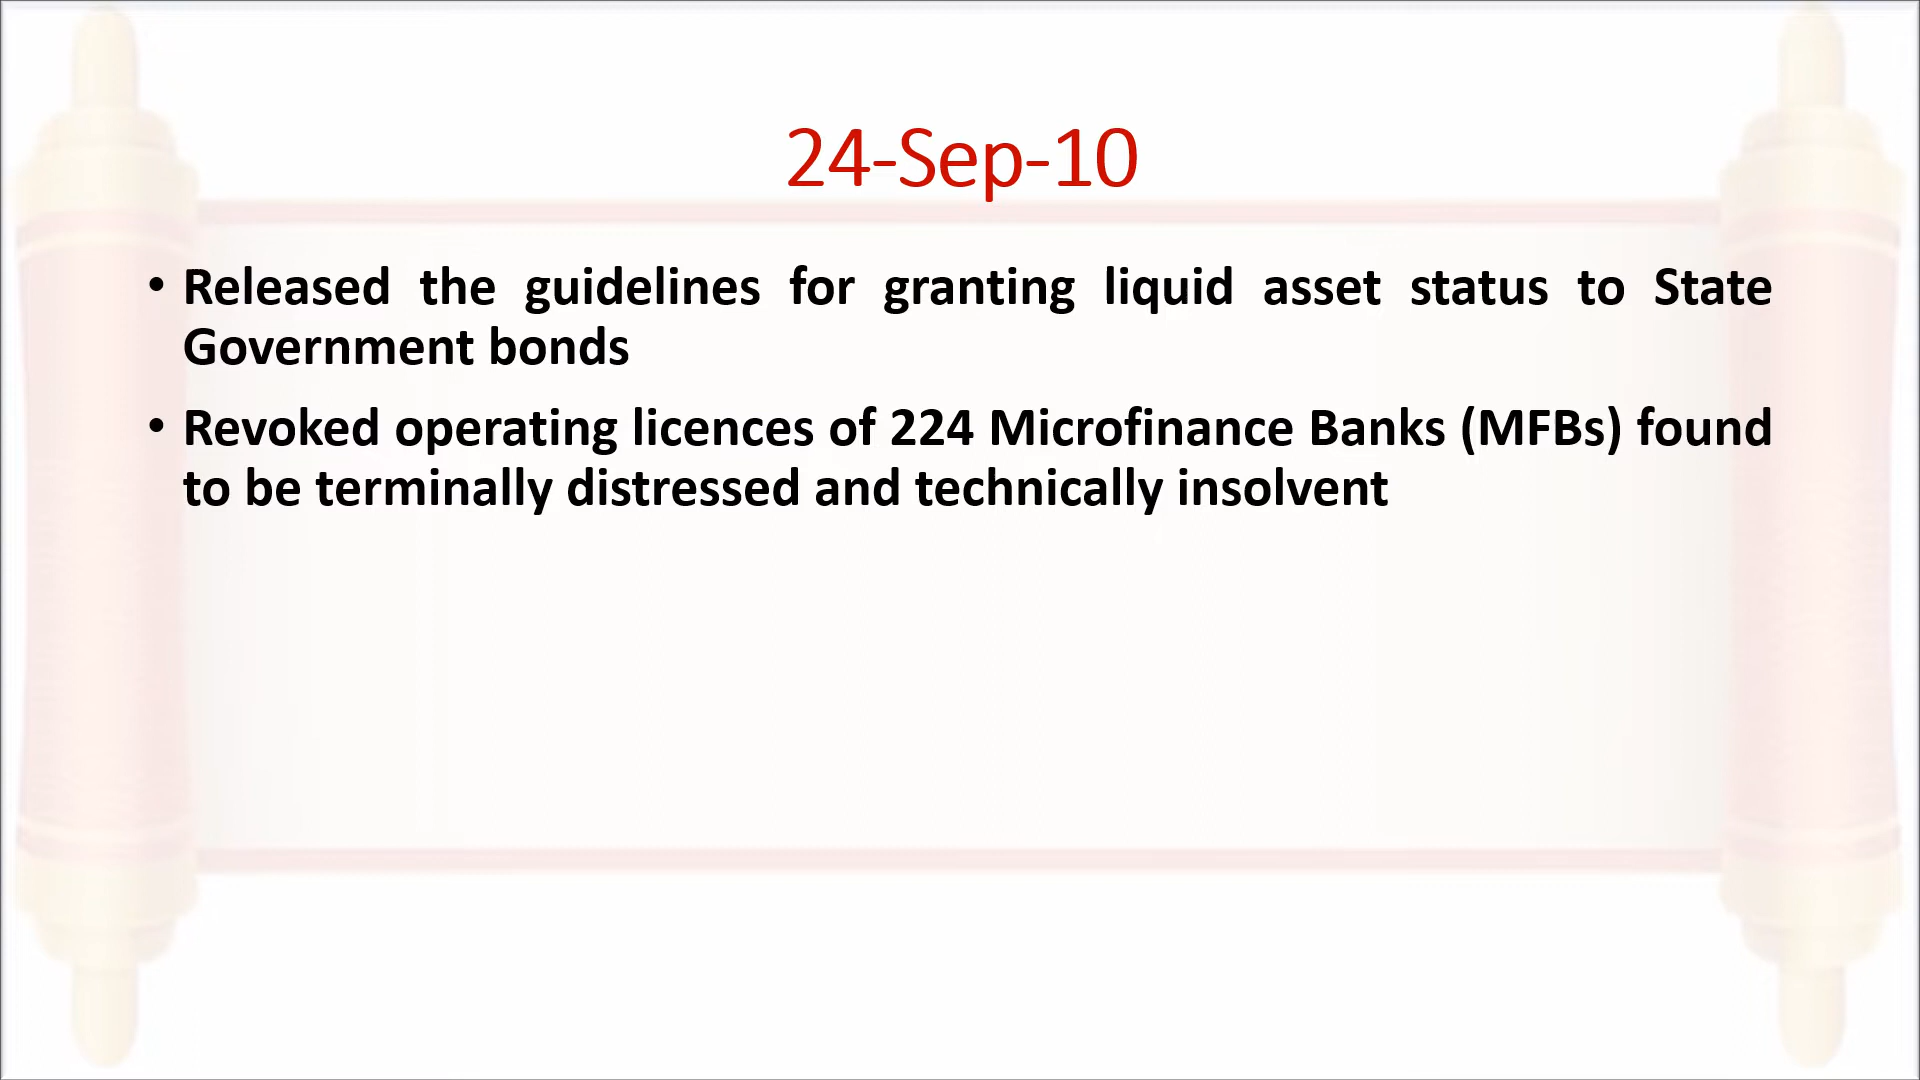 24-Sep-10
• Released the guidelines for granting liquid asset status to State
Government bonds
• Revoked operating licences of 224 Microfinance Banks (MFBs) found
to be terminally distressed and technically insolvent